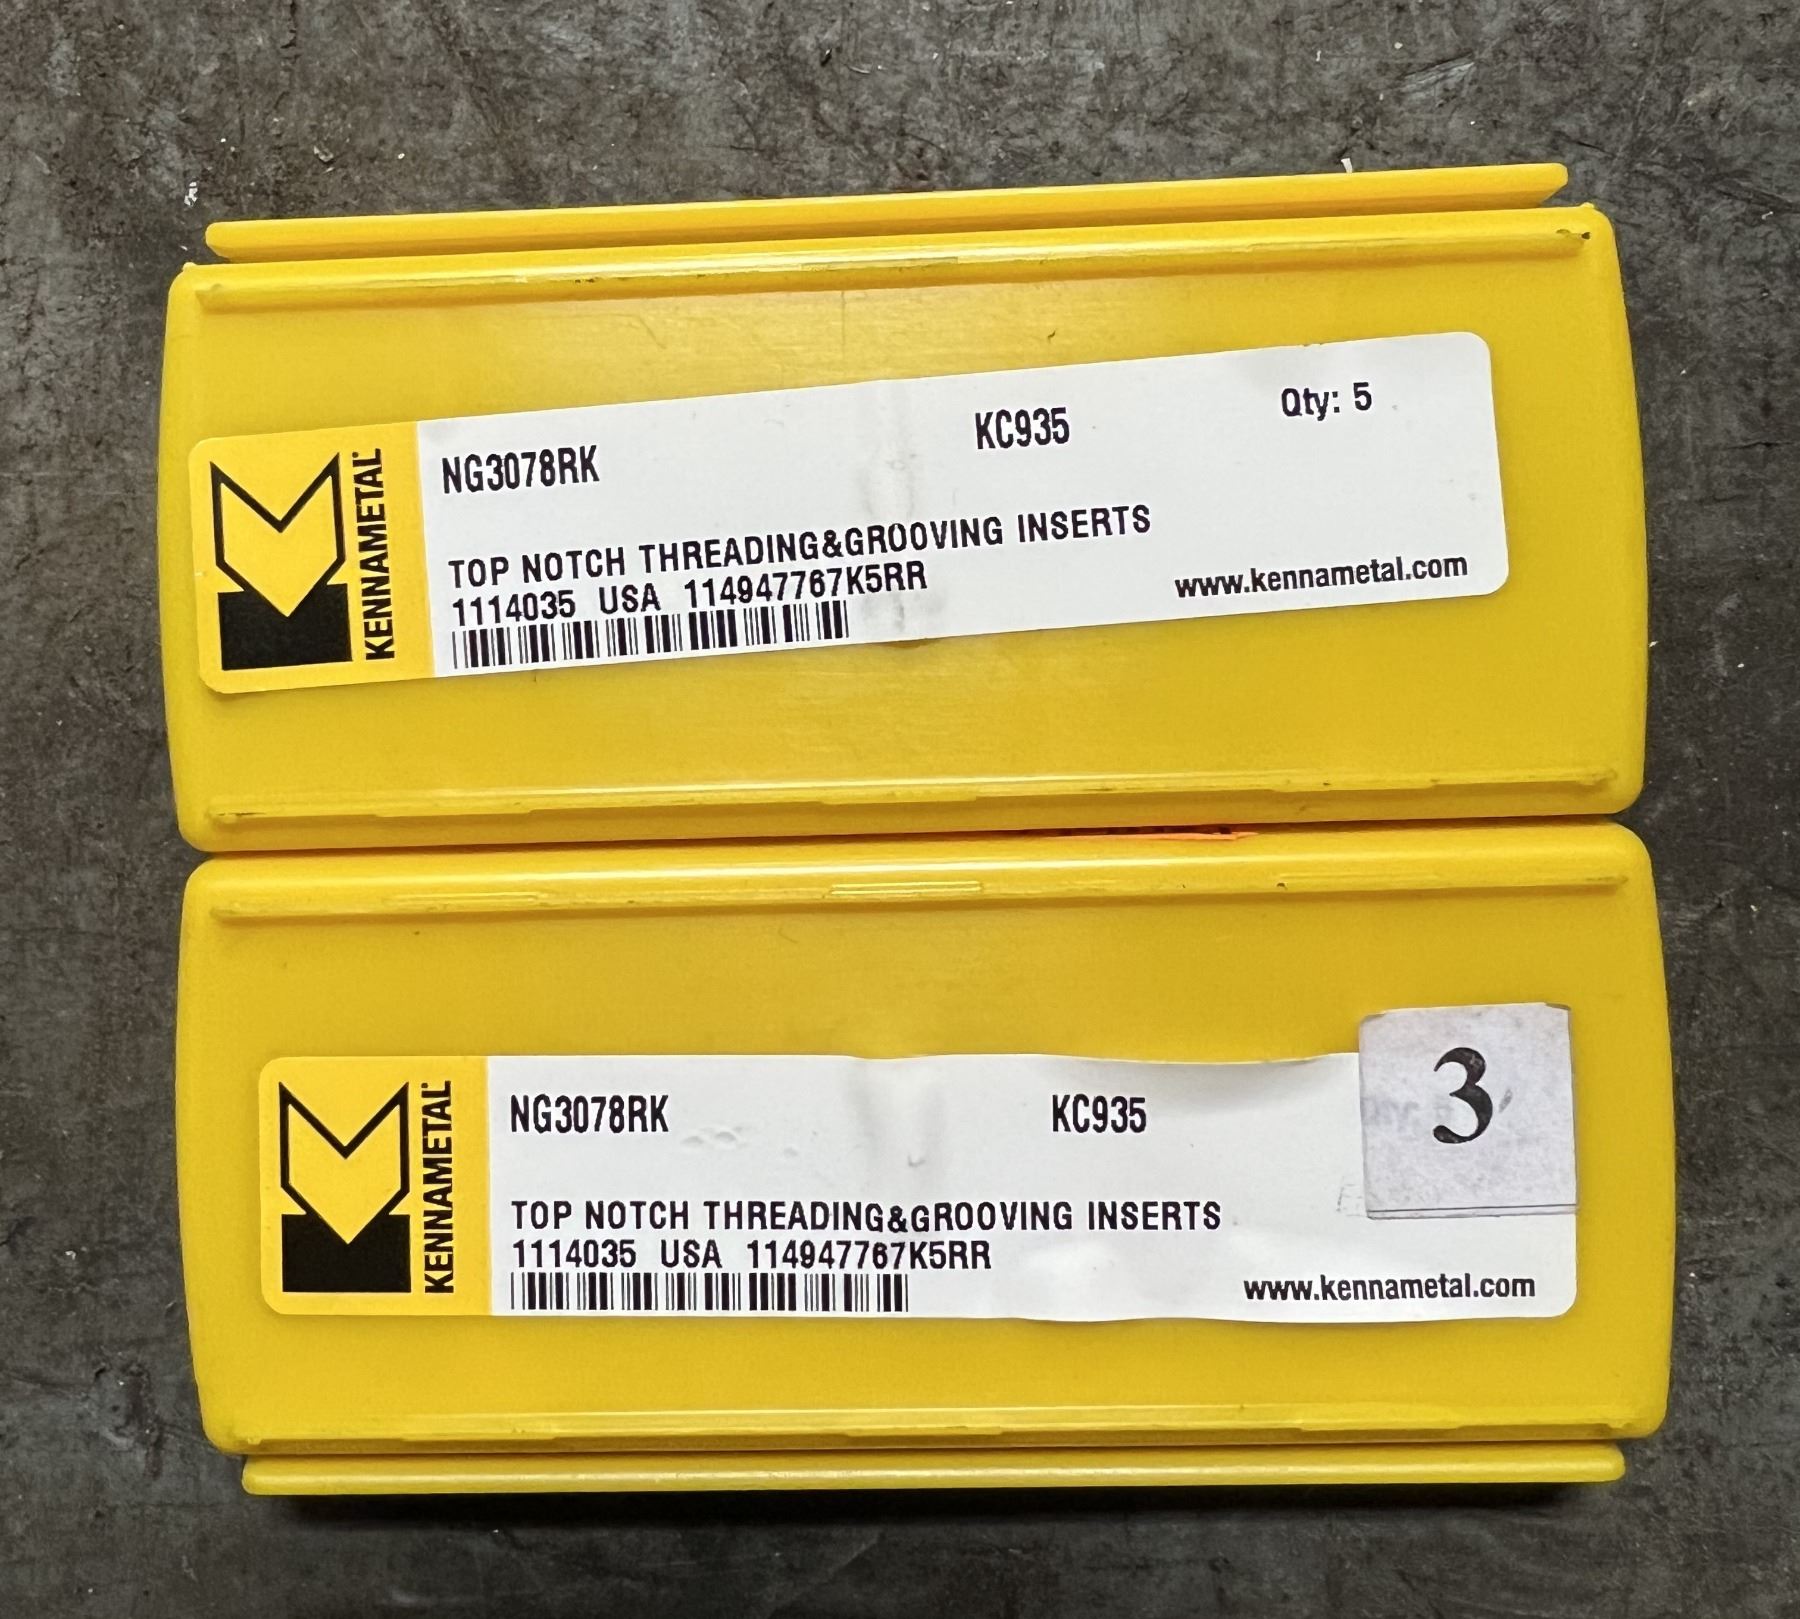 KENNAMETAL
NG3078RK KC935 Qty: 5
TOP NOTCH THREADING&GROOVING INSERTS
1114035 USA 114947767K5RR
www.kennametal.com
KENNAMETAL
NG3078RK KC935 3
TOP NOTCH THREADING&GROOVING INSERTS
1114035 USA 114947767K5RR
www.kennametal.com